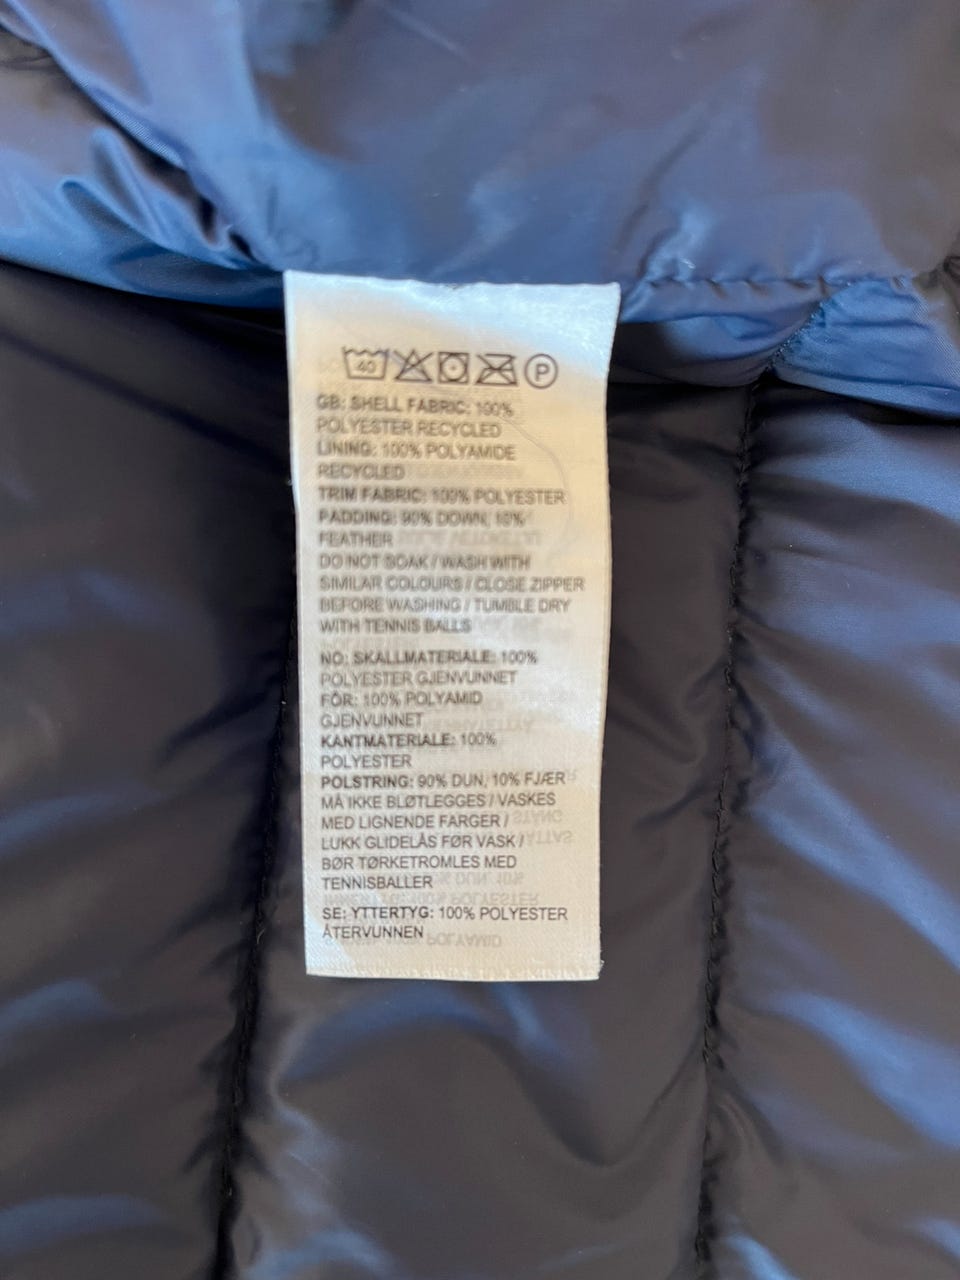 40 P
GB: SHELL FABRIC: 100%
POLYESTER RECYCLED
LINING: 100% POLYAMIDE
RECYCLED
TRIM FABRIC: 100% POLYESTER
PADDING: 90% DOWN, 10%
FEATHER
DO NOT SOAK / WASH WITH
SIMILAR COLOURS / CLOSE ZIPPER
BEFORE WASHING / TUMBLE DRY
WITH TENNIS BALLS
NO: SKALLMATERIALE: 100%
POLYESTER GJENVUNNET
FÔR: 100% POLYAMID
GJENVUNNET
KANTMATERIALE: 100%
POLYESTER
POLSTRING: 90% DUN, 10% FJÆR
MÅ IKKE BLØTLEGGES / VASKES
MED LIGNENDE FARGER /
LUKK GLIDELÅS FØR VASK /
BØR TØRKETROMLES MED
TENNISBALLER
SE: YTTERTYG: 100% POLYESTER
ÅTERVUNNEN